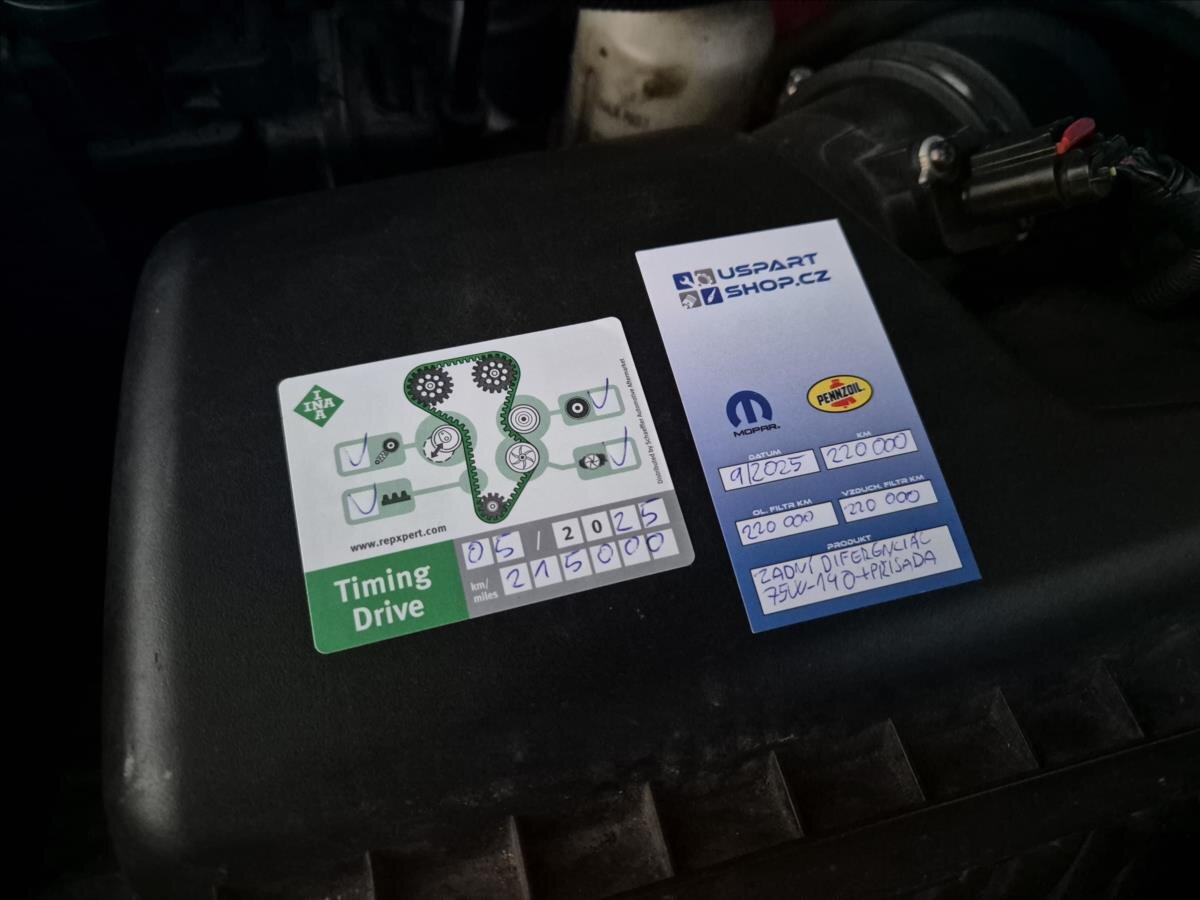 INA
INA
www.repxpert.com
Distributed by Schaeffler Automotive Aftermarket
Timing
Drive
05 / 2025
km/
miles
215000
USPART
SHOP.CZ
MOPAR.
PENNZOIL.
DATUM
9/2025
KM
220 000
OL. FILTR KM
220 000
VZDUCH. FILTR KM
220 000
PRODUKT
ZADNÍ DIFERENCIÁL
75W-140+PŘISADA